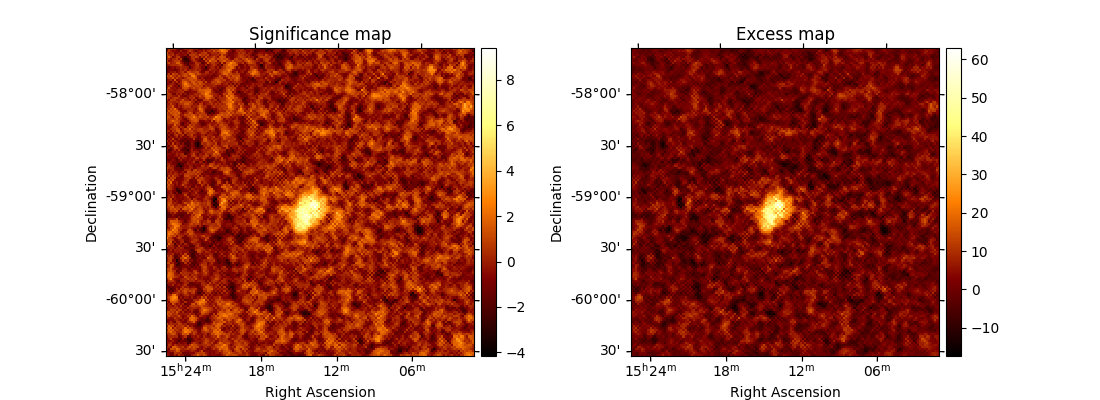 Significance map
Excess map
Declination
-58°00'
30'
-59°00'
30'
-60°00'
30'
15ʰ24ᵐ
18ᵐ
12ᵐ
06ᵐ
Right Ascension
8
6
4
2
0
−2
−4
Declination
-58°00'
30'
-59°00'
30'
-60°00'
30'
15ʰ24ᵐ
18ᵐ
12ᵐ
06ᵐ
Right Ascension
60
50
40
30
20
10
0
−10